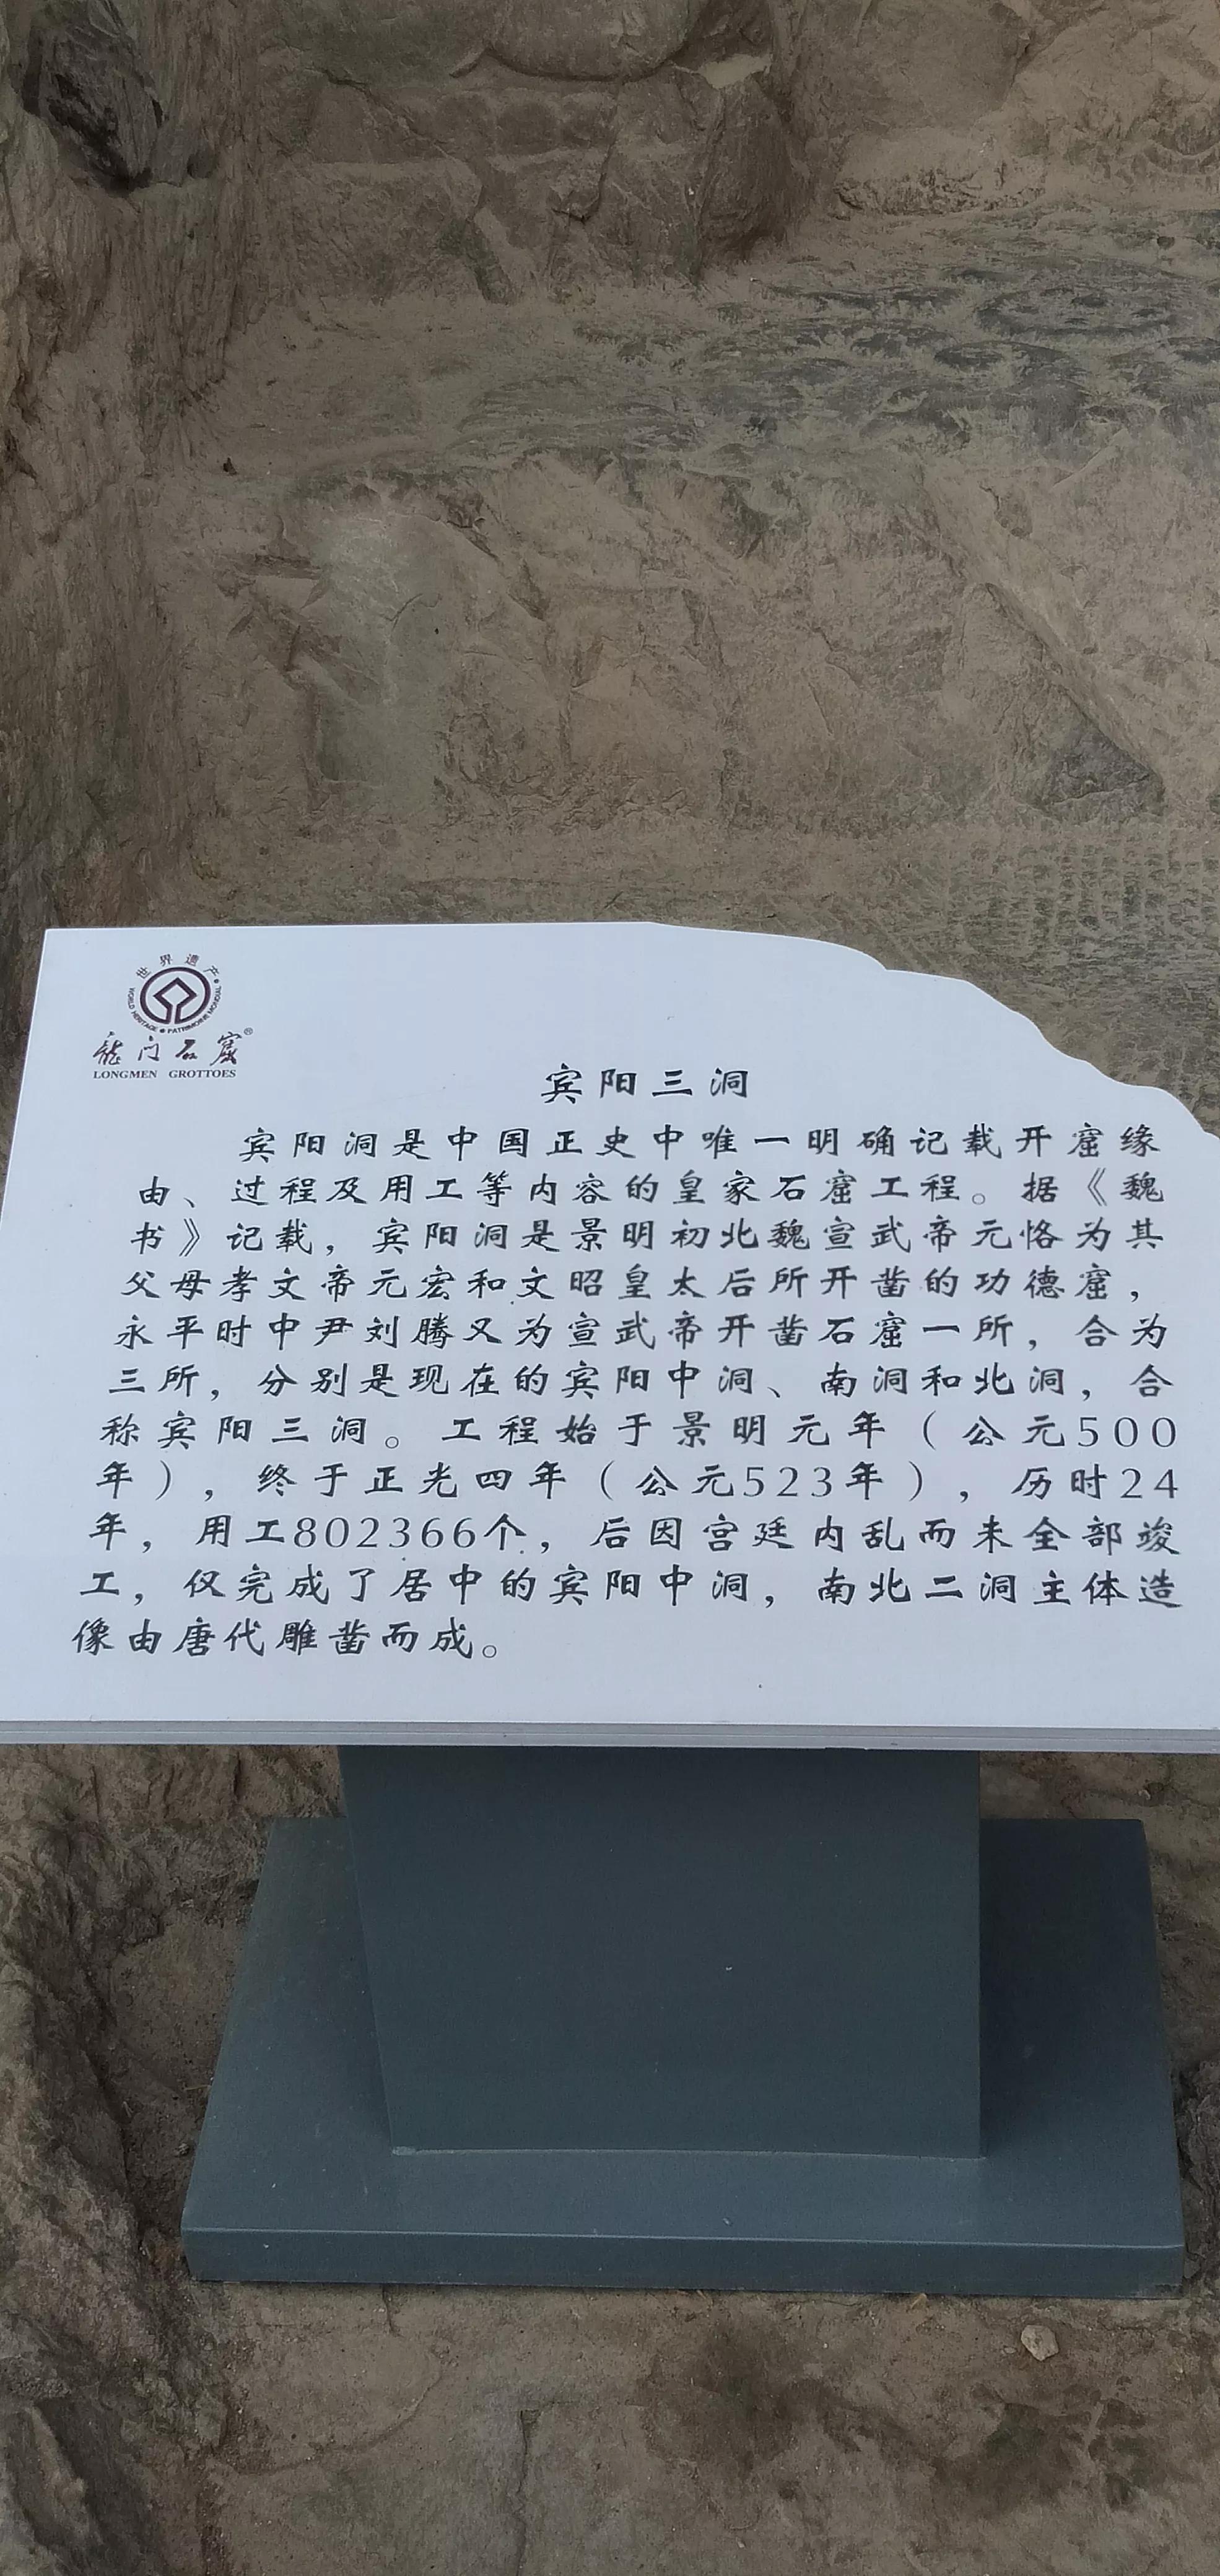 世界遗产
WORLD HERITAGE • PATRIMOINE MONDIAL
龙门石窟®
LONGMEN GROTTOES
宾阳三洞
宾阳洞是中国正史中唯一明确记载开窟缘
由、过程及用工等内容的皇家石窟工程。据《魏
书》记载，宾阳洞是景明初北魏宣武帝元恪为其
父母孝文帝元宏和文昭皇太后所开凿的功德窟，
永平时中尹刘腾又为宣武帝开凿石窟一所，合为
三所，分别是现在的宾阳中洞、南洞和北洞，合
称宾阳三洞。工程始于景明元年（公元500
年），终于正光四年（公元523年），历时24
年，用工802366个，后因宫廷内乱而未全部竣
工，仅完成了居中的宾阳中洞，南北二洞主体造
像由唐代雕凿而成。